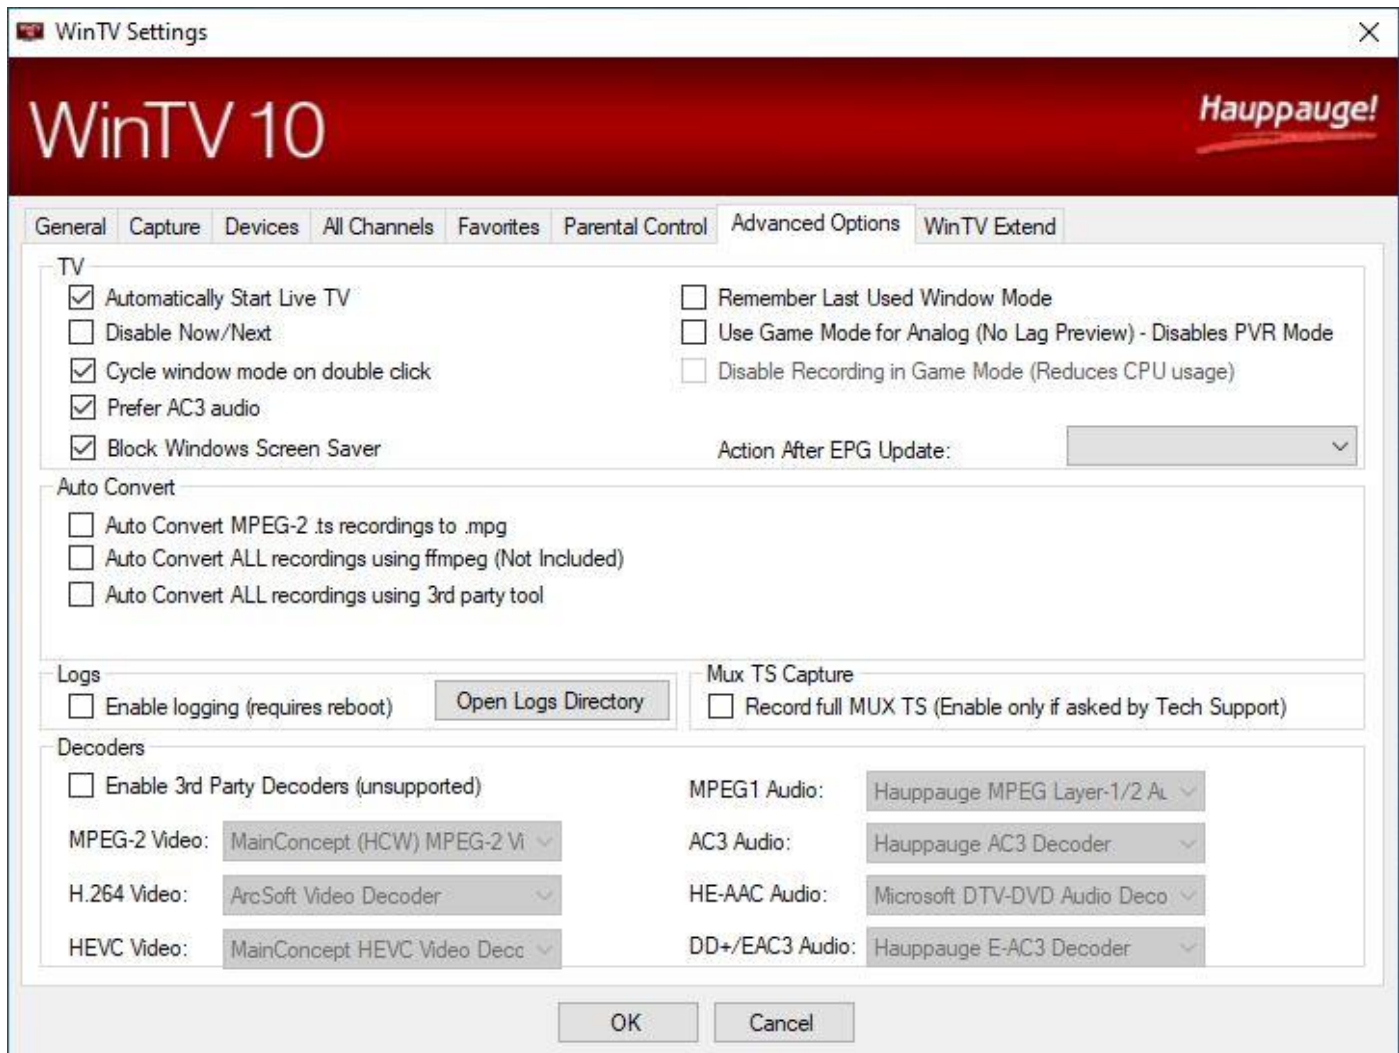 WinTV Settings
WinTV 10
Hauppauge!
General Capture Devices All Channels Favorites Parental Control Advanced Options WinTV Extend
TV
Automatically Start Live TV
Remember Last Used Window Mode
Disable Now/Next
Use Game Mode for Analog (No Lag Preview) - Disables PVR Mode
Cycle window mode on double click
Disable Recording in Game Mode (Reduces CPU usage)
Prefer AC3 audio
Block Windows Screen Saver
Action After EPG Update:
Auto Convert
Auto Convert MPEG-2 .ts recordings to .mpg
Auto Convert ALL recordings using ffmpeg (Not Included)
Auto Convert ALL recordings using 3rd party tool
Logs
Enable logging (requires reboot)
Open Logs Directory
Mux TS Capture
Record full MUX TS (Enable only if asked by Tech Support)
Decoders
Enable 3rd Party Decoders (unsupported)
MPEG-2 Video: MainConcept (HCW) MPEG-2 Vi
H.264 Video: ArcSoft Video Decoder
HEVC Video: MainConcept HEVC Video Decc
MPEG1 Audio: Hauppauge MPEG Layer-1/2 Au
AC3 Audio: Hauppauge AC3 Decoder
HE-AAC Audio: Microsoft DTV-DVD Audio Deco
DD+/EAC3 Audio: Hauppauge E-AC3 Decoder
OK
Cancel